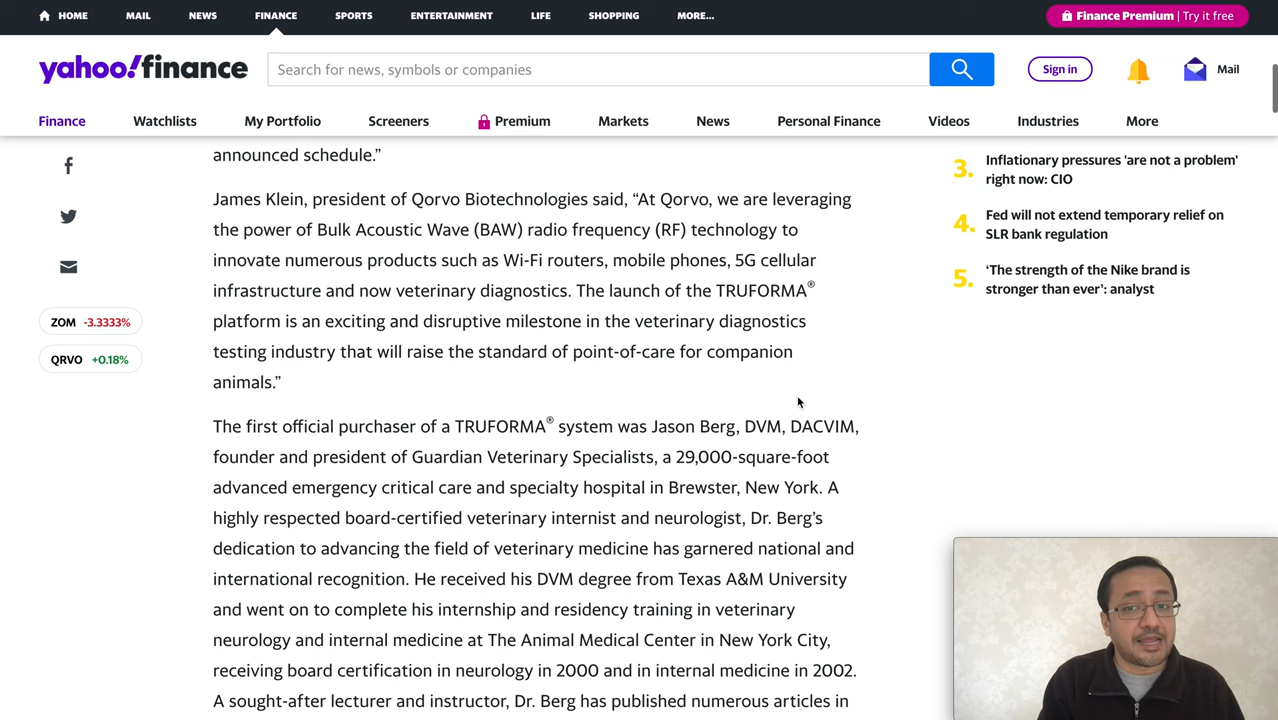 HOME MAIL NEWS FINANCE SPORTS ENTERTAINMENT LIFE SHOPPING MORE... Finance Premium | Try it free
yahoo!finance Search for news, symbols or companies Sign in Mail
Finance Watchlists My Portfolio Screeners Premium Markets News Personal Finance Videos Industries More
announced schedule.”
James Klein, president of Qorvo Biotechnologies said, “At Qorvo, we are leveraging
the power of Bulk Acoustic Wave (BAW) radio frequency (RF) technology to
innovate numerous products such as Wi-Fi routers, mobile phones, 5G cellular
infrastructure and now veterinary diagnostics. The launch of the TRUFORMA®
platform is an exciting and disruptive milestone in the veterinary diagnostics
testing industry that will raise the standard of point-of-care for companion
animals.”
The first official purchaser of a TRUFORMA® system was Jason Berg, DVM, DACVIM,
founder and president of Guardian Veterinary Specialists, a 29,000-square-foot
advanced emergency critical care and specialty hospital in Brewster, New York. A
highly respected board-certified veterinary internist and neurologist, Dr. Berg’s
dedication to advancing the field of veterinary medicine has garnered national and
international recognition. He received his DVM degree from Texas A&M University
and went on to complete his internship and residency training in veterinary
neurology and internal medicine at The Animal Medical Center in New York City,
receiving board certification in neurology in 2000 and in internal medicine in 2002.
A sought-after lecturer and instructor, Dr. Berg has published numerous articles in
ZOM -3.3333%
QRVO +0.18%
3. Inflationary pressures 'are not a problem'
right now: CIO
4. Fed will not extend temporary relief on
SLR bank regulation
5. ‘The strength of the Nike brand is
stronger than ever’: analyst